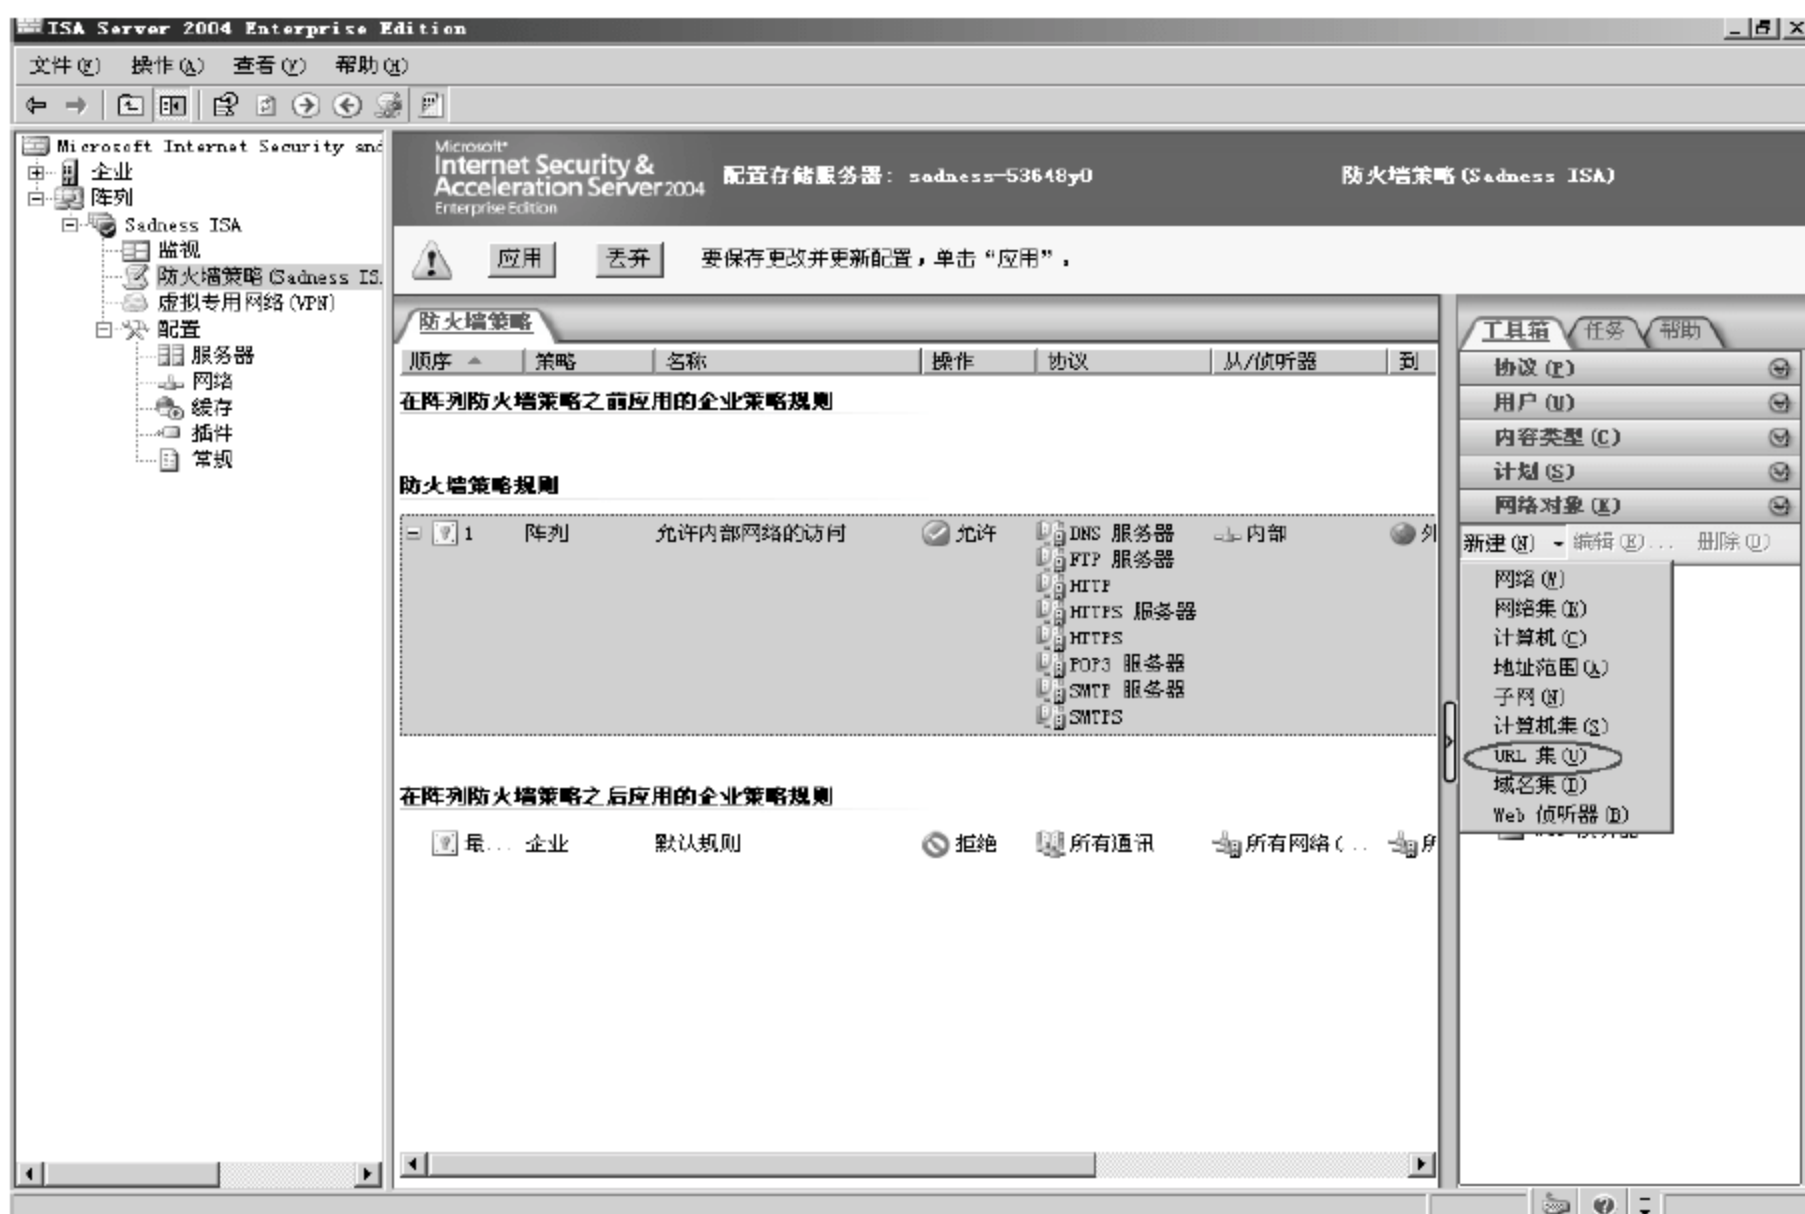 ISA Server 2004 Enterprise Edition
文件(F) 操作(A) 查看(V) 帮助(H)
Microsoft Internet Security and
企业
阵列
Sadness ISA
监视
防火墙策略(Sadness IS
虚拟专用网络(VPN)
配置
服务器
网络
缓存
插件
常规
Microsoft®
Internet Security &
Acceleration Server 2004
Enterprise Edition
配置存储服务器: sadness-53648y0
防火墙策略(Sadness ISA)
应用 丢弃 要保存更改并更新配置，单击“应用”。
防火墙策略
顺序 策略 名称 操作 协议 从/侦听器 到
在阵列防火墙策略之前应用的企业策略规则
防火墙策略规则
1 阵列 允许内部网络的访问 允许 DNS 服务器 内部 外
FTP 服务器
HTTP
HTTPS 服务器
HTTPS
POP3 服务器
SMTP 服务器
SMTPS
在阵列防火墙策略之后应用的企业策略规则
最... 企业 默认规则 拒绝 所有通讯 所有网络(... 所
工具箱 任务 帮助
协议(P)
用户(U)
内容类型(C)
计划(S)
网络对象(K)
新建(N) 编辑(E)... 删除(D)
网络(W)
网络集(E)
计算机(C)
地址范围(A)
子网(N)
计算机集(S)
URL 集(U)
域名集(D)
Web 侦听器(B)